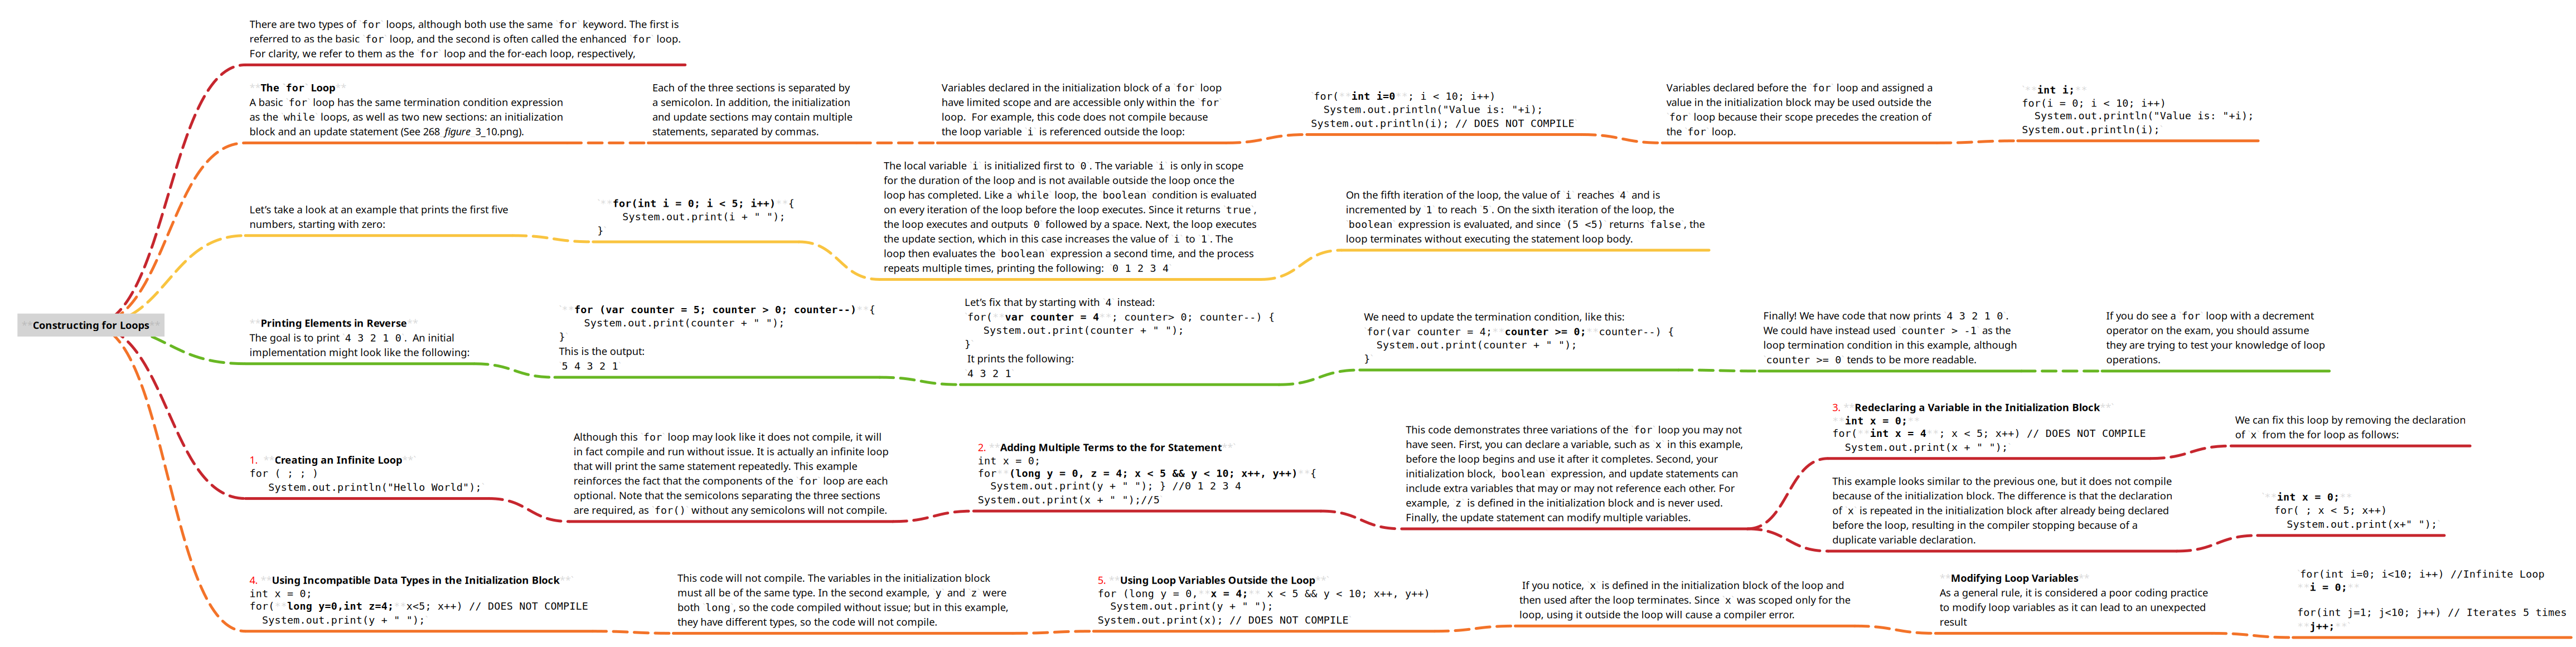 There are two types of for loops, although both use the same for keyword. The first is
referred to as the basic for loop, and the second is often called the enhanced for loop.
For clarity, we refer to them as the for loop and the for-each loop, respectively,
**The for Loop**
A basic for loop has the same termination condition expression
as the while loops, as well as two new sections: an initialization
block and an update statement (See 268 figure 3_10.png).
Each of the three sections is separated by
a semicolon. In addition, the initialization
and update sections may contain multiple
statements, separated by commas.
Variables declared in the initialization block of a for loop
have limited scope and are accessible only within the for
loop. For example, this code does not compile because
the loop variable i is referenced outside the loop:
for(**int i=0**; i < 10; i++)
System.out.println("Value is: "+i);
System.out.println(i); // DOES NOT COMPILE
Variables declared before the for loop and assigned a
value in the initialization block may be used outside the
for loop because their scope precedes the creation of
the for loop.
**int i;**
for(i = 0; i < 10; i++)
System.out.println("Value is: "+i);
System.out.println(i);
Let's take a look at an example that prints the first five
numbers, starting with zero:
**for(int i = 0; i < 5; i++)**{
System.out.print(i + " ");
}
The local variable i is initialized first to 0. The variable i is only in scope
for the duration of the loop and is not available outside the loop once the
loop has completed. Like a while loop, the boolean condition is evaluated
on every iteration of the loop before the loop executes. Since it returns true,
the loop executes and outputs 0 followed by a space. Next, the loop executes
the update section, which in this case increases the value of i to 1. The
loop then evaluates the boolean expression a second time, and the process
repeats multiple times, printing the following: 0 1 2 3 4
On the fifth iteration of the loop, the value of i reaches 4 and is
incremented by 1 to reach 5. On the sixth iteration of the loop, the
boolean expression is evaluated, and since (5 <5) returns false, the
loop terminates without executing the statement loop body.
**Constructing for Loops**
**Printing Elements in Reverse**
The goal is to print 4 3 2 1 0. An initial
implementation might look like the following:
**for (var counter = 5; counter > 0; counter--)**{
System.out.print(counter + " ");
}
This is the output:
5 4 3 2 1
Let's fix that by starting with 4 instead:
for(**var counter = 4**; counter> 0; counter--) {
System.out.print(counter + " ");
}
It prints the following:
4 3 2 1
We need to update the termination condition, like this:
for(var counter = 4;**counter >= 0;**counter--) {
System.out.print(counter + " ");
}
Finally! We have code that now prints 4 3 2 1 0.
We could have instead used counter > -1 as the
loop termination condition in this example, although
counter >= 0 tends to be more readable.
If you do see a for loop with a decrement
operator on the exam, you should assume
they are trying to test your knowledge of loop
operations.
1. **Creating an Infinite Loop**
for ( ; ; )
System.out.println("Hello World");
Although this for loop may look like it does not compile, it will
in fact compile and run without issue. It is actually an infinite loop
that will print the same statement repeatedly. This example
reinforces the fact that the components of the for loop are each
optional. Note that the semicolons separating the three sections
are required, as for() without any semicolons will not compile.
2. **Adding Multiple Terms to the for Statement**
int x = 0;
for**(long y = 0, z = 4; x < 5 && y < 10; x++, y++)**{
System.out.print(y + " "); } //0 1 2 3 4
System.out.print(x + " ");//5
This code demonstrates three variations of the for loop you may not
have seen. First, you can declare a variable, such as x in this example,
before the loop begins and use it after it completes. Second, your
initialization block, boolean expression, and update statements can
include extra variables that may or may not reference each other. For
example, z is defined in the initialization block and is never used.
Finally, the update statement can modify multiple variables.
3. **Redeclaring a Variable in the Initialization Block**
**int x = 0;**
for(**int x = 4**; x < 5; x++) // DOES NOT COMPILE
System.out.print(x + " ");
We can fix this loop by removing the declaration
of x from the for loop as follows:
This example looks similar to the previous one, but it does not compile
because of the initialization block. The difference is that the declaration
of x is repeated in the initialization block after already being declared
before the loop, resulting in the compiler stopping because of a
duplicate variable declaration.
**int x = 0;**
for( ; x < 5; x++)
System.out.print(x+" ");
4. **Using Incompatible Data Types in the Initialization Block**
int x = 0;
for(**long y=0,int z=4;**x<5; x++) // DOES NOT COMPILE
System.out.print(y + " ");
This code will not compile. The variables in the initialization block
must all be of the same type. In the second example, y and z were
both long, so the code compiled without issue; but in this example,
they have different types, so the code will not compile.
5. **Using Loop Variables Outside the Loop**
for (long y = 0,**x = 4;** x < 5 && y < 10; x++, y++)
System.out.print(y + " ");
System.out.print(x); // DOES NOT COMPILE
If you notice, x is defined in the initialization block of the loop and
then used after the loop terminates. Since x was scoped only for the
loop, using it outside the loop will cause a compiler error.
**Modifying Loop Variables**
As a general rule, it is considered a poor coding practice
to modify loop variables as it can lead to an unexpected
result
for(int i=0; i<10; i++) //Infinite Loop
**i = 0;**
for(int j=1; j<10; j++) // Iterates 5 times
**j++;**